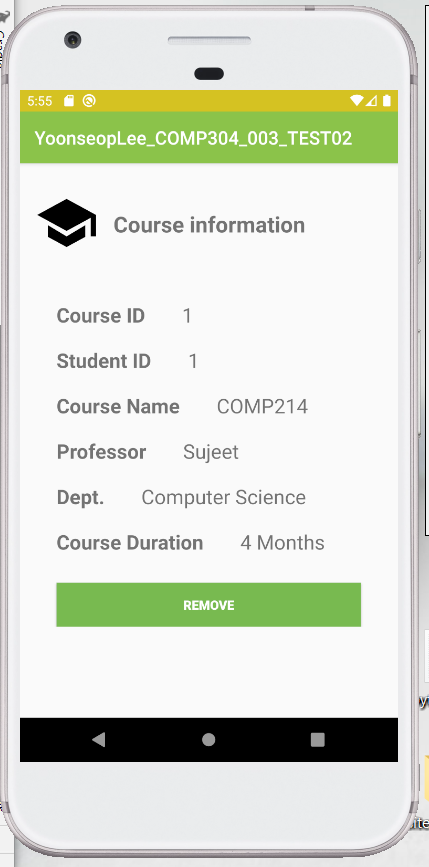 5:55
YoonseopLee_COMP304_003_TEST02
Course information
Course ID 1
Student ID 1
Course Name COMP214
Professor Sujeet
Dept. Computer Science
Course Duration 4 Months
REMOVE